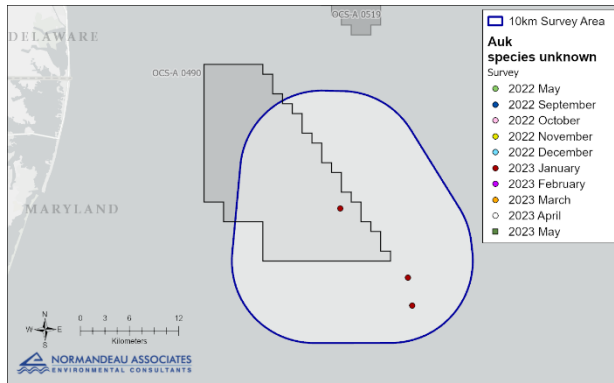 DELAWARE
MARYLAND
OCS-A 0519
OCS-A 0490
10km Survey Area
Auk
species unknown
Survey
2022 May
2022 September
2022 October
2022 November
2022 December
2023 January
2023 February
2023 March
2023 April
2023 May
N
W E
S
0 3 6 12
Kilometers
NORMANDEAU ASSOCIATES
ENVIRONMENTAL CONSULTANTS